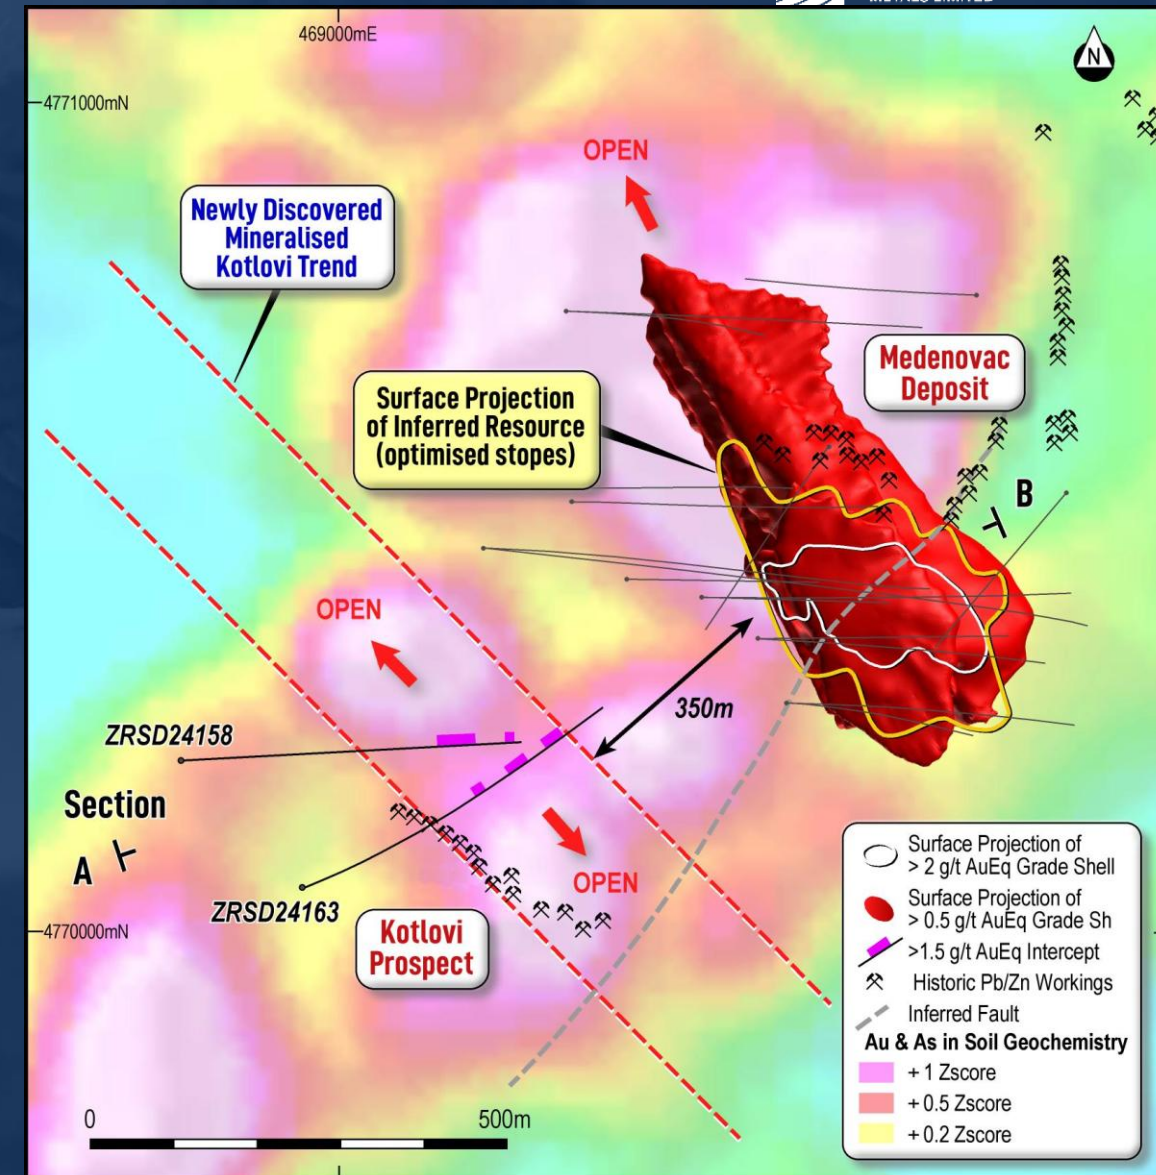 METALS LIMITED
469000mE
N
4771000mN
OPEN
Newly Discovered
Mineralised
Kotlovi Trend
Medenovac
Deposit
Surface Projection
of Inferred Resource
(optimised stopes)
B
OPEN
350m
ZRSD24158
Section
A
OPEN
ZRSD24163
4770000mN
Kotlovi
Prospect
Surface Projection of
> 2 g/t AuEq Grade Shell
Surface Projection of
> 0.5 g/t AuEq Grade Sh
>1.5 g/t AuEq Intercept
Historic Pb/Zn Workings
Inferred Fault
Au & As in Soil Geochemistry
+ 1 Zscore
+ 0.5 Zscore
+ 0.2 Zscore
0 500m